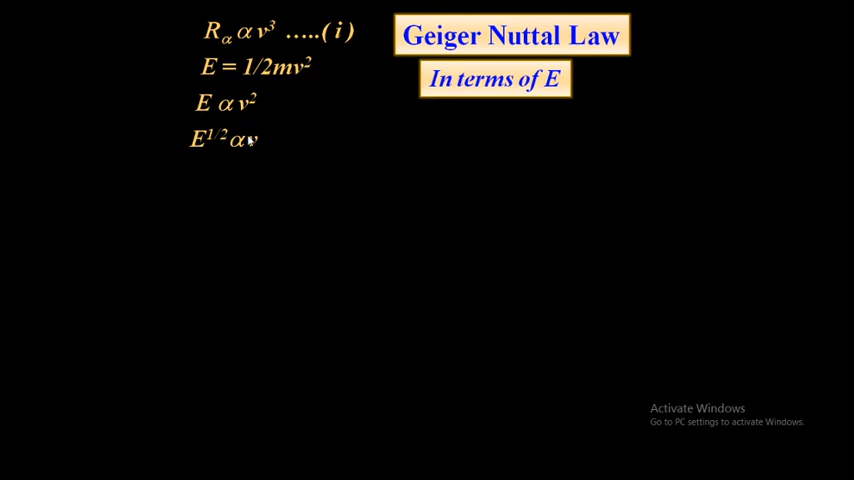 R_α α v³ …..( i )
E = 1/2mv²
E α v²
E^1/2 α v
Geiger Nuttal Law
In terms of E
Activate Windows
Go to PC settings to activate Windows.